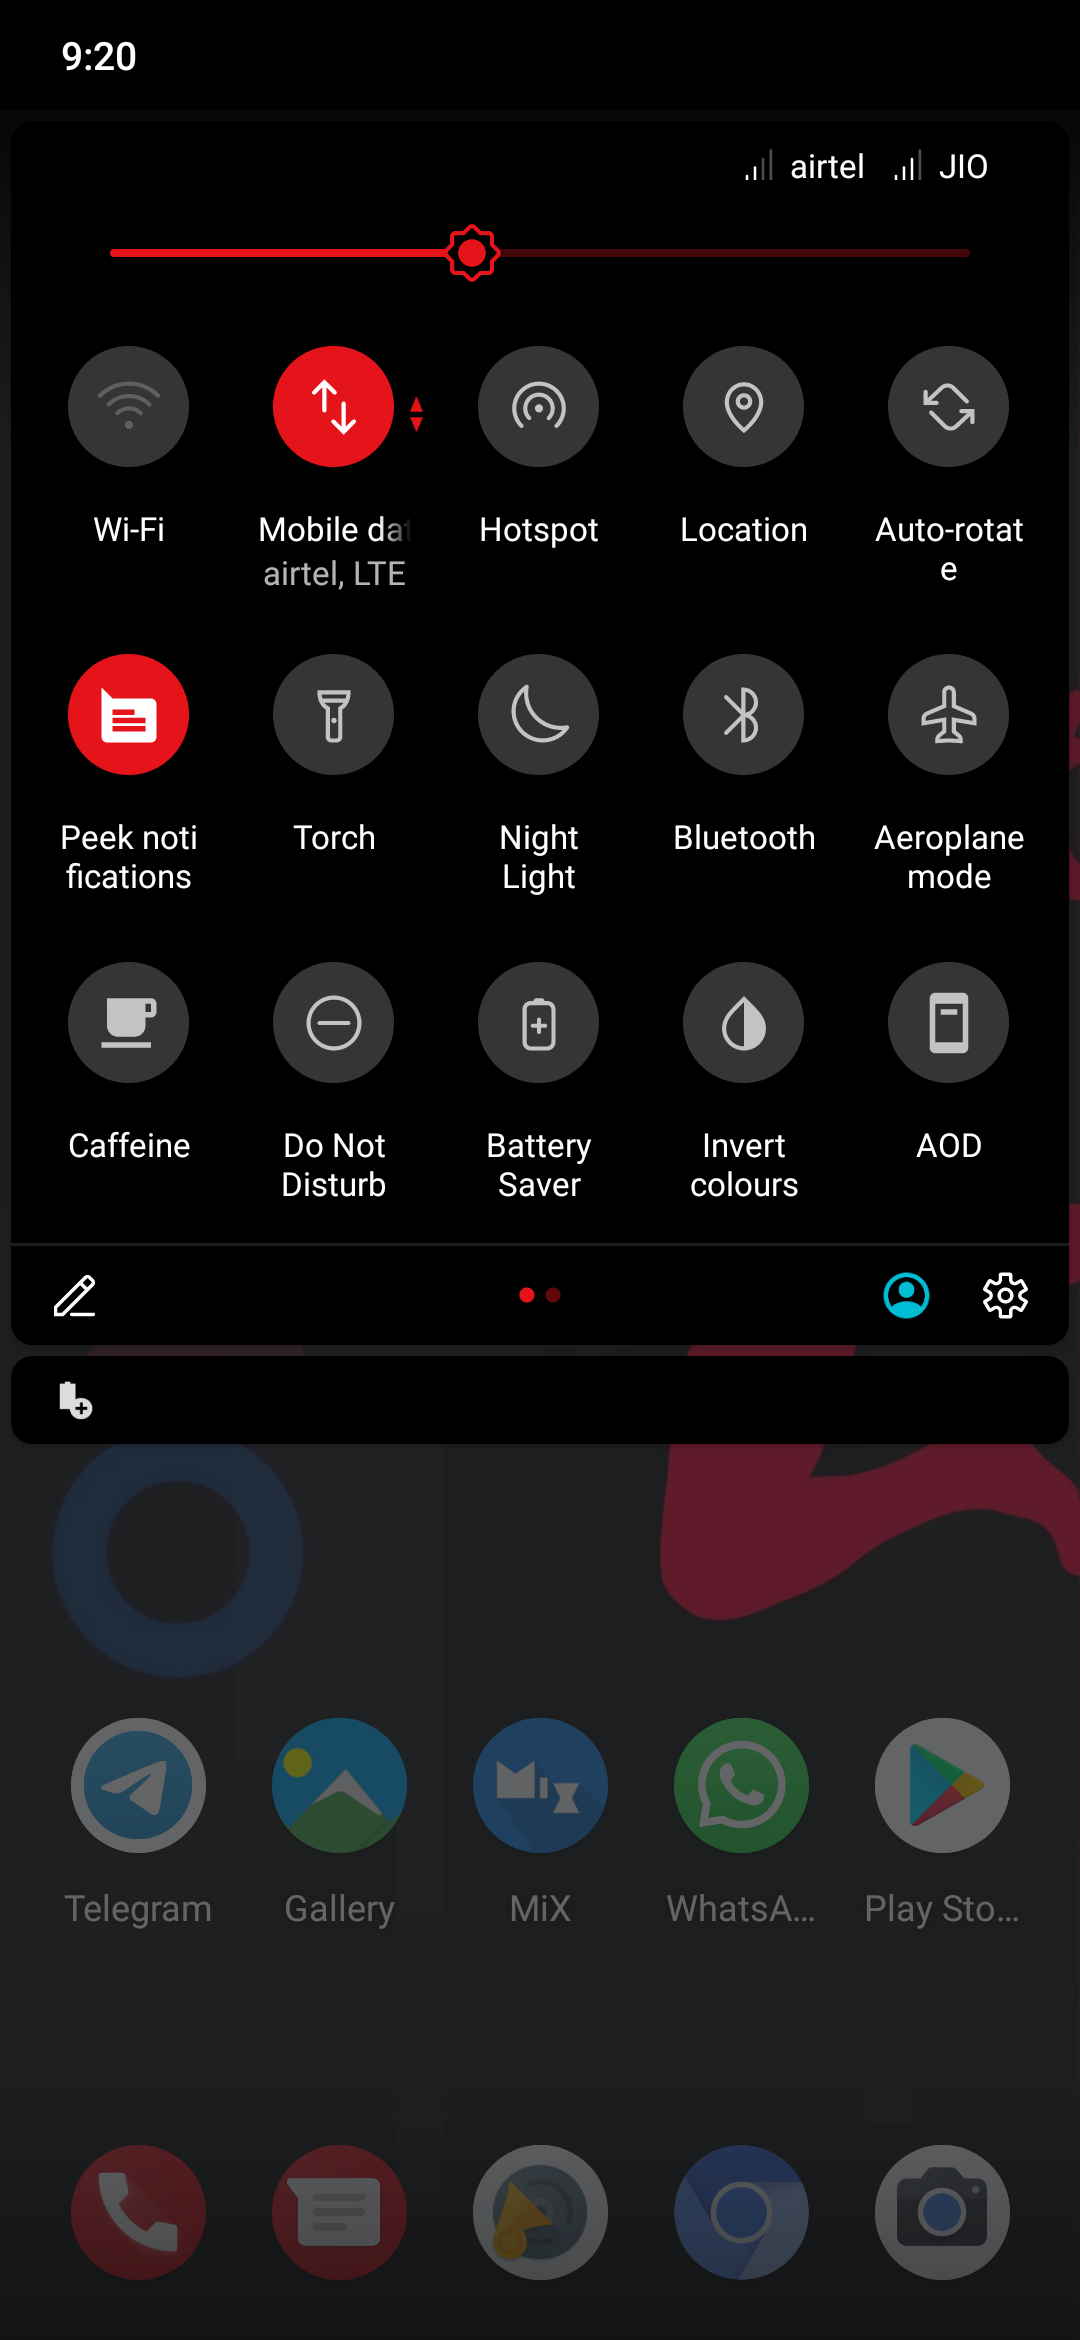 9:20
airtel JIO
Wi-Fi Mobile dat Hotspot Location Auto-rotat
airtel, LTE e
Peek noti Torch Night Bluetooth Aeroplane
fications Light mode
Caffeine Do Not Battery Invert AOD
Disturb Saver colours
Telegram Gallery MiX WhatsA... Play Sto...